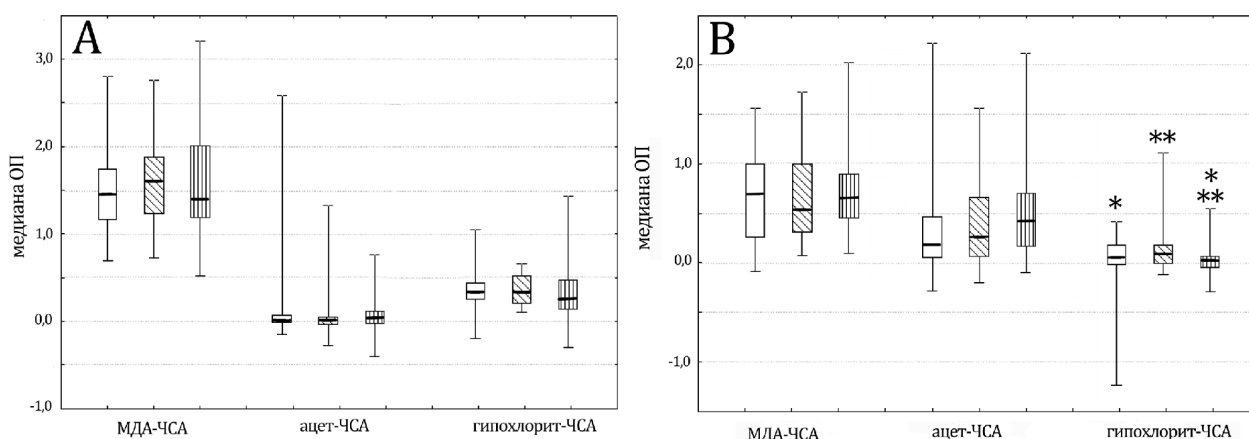 A
медиана ОП
3,0
2,0
1,0
0,0
-1,0
МДА-ЧСА
ацет-ЧСА
гипохлорит-ЧСА
B
медиана ОП
2,0
1,0
0,0
-1,0
*
**
*
**
МДА-ЧСА
ацет-ЧСА
гипохлорит-ЧСА